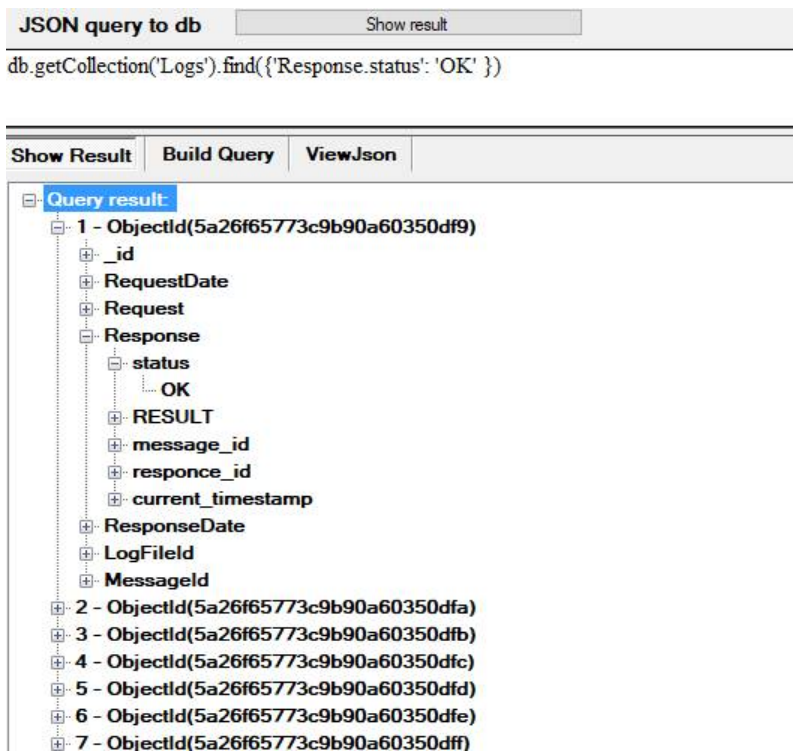 JSON query to db Show result
db.getCollection('Logs').find({'Response.status': 'OK' })
Show Result Build Query ViewJson
Query result:
1 - ObjectId(5a26f65773c9b90a60350df9)
_id
RequestDate
Request
Response
status
OK
RESULT
message_id
responce_id
current_timestamp
ResponseDate
LogFileId
MessageId
2 - ObjectId(5a26f65773c9b90a60350dfa)
3 - ObjectId(5a26f65773c9b90a60350dfb)
4 - ObjectId(5a26f65773c9b90a60350dfc)
5 - ObjectId(5a26f65773c9b90a60350dfd)
6 - ObjectId(5a26f65773c9b90a60350dfe)
7 - ObjectId(5a26f65773c9b90a60350dff)